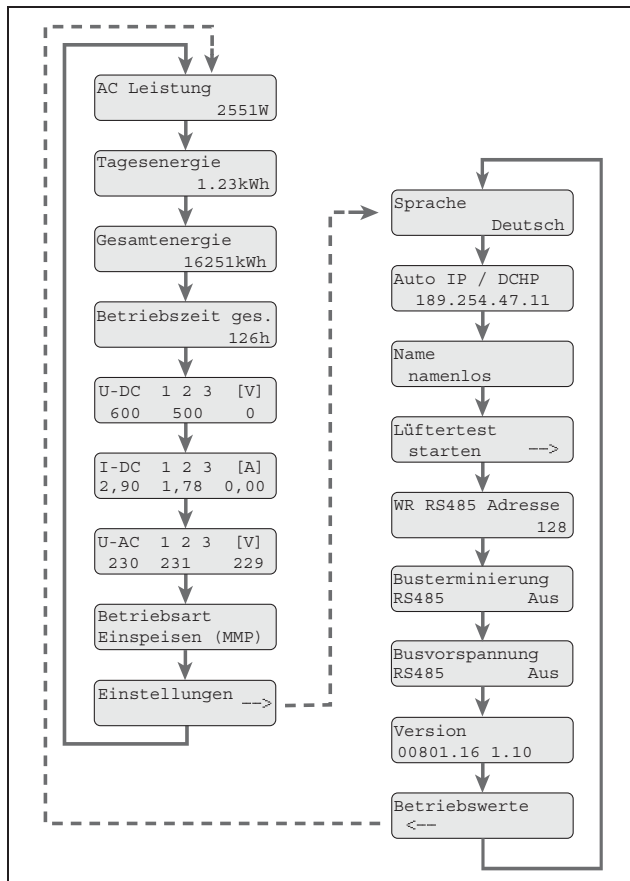 AC Leistung
2551W
Tagesenergie
1.23kWh
Gesamtenergie
16251kWh
Betriebszeit ges.
126h
U-DC 1 2 3 [V]
600 500 0
I-DC 1 2 3 [A]
2,90 1,78 0,00
U-AC 1 2 3 [V]
230 231 229
Betriebsart
Einspeisen (MMP)
Einstellungen -->
Sprache
Deutsch
Auto IP / DCHP
189.254.47.11
Name
namenlos
Lüftertest
starten -->
WR RS485 Adresse
128
Busterminierung
RS485 Aus
Busvorspannung
RS485 Aus
Version
00801.16 1.10
Betriebswerte
<--